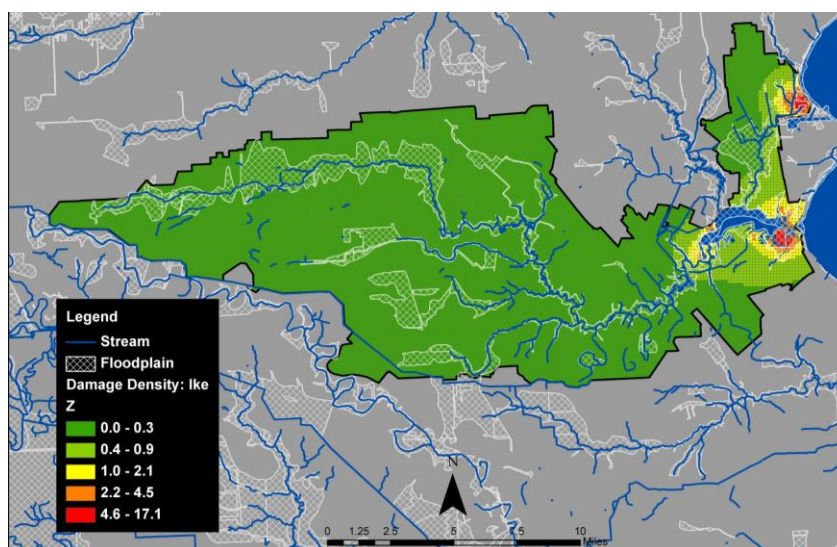 Legend
Stream
Floodplain
Damage Density: Ike
Z
0.0 - 0.3
0.4 - 0.9
1.0 - 2.1
2.2 - 4.5
4.6 - 17.1
N
0 1.25 2.5 5 7.5 10
Miles